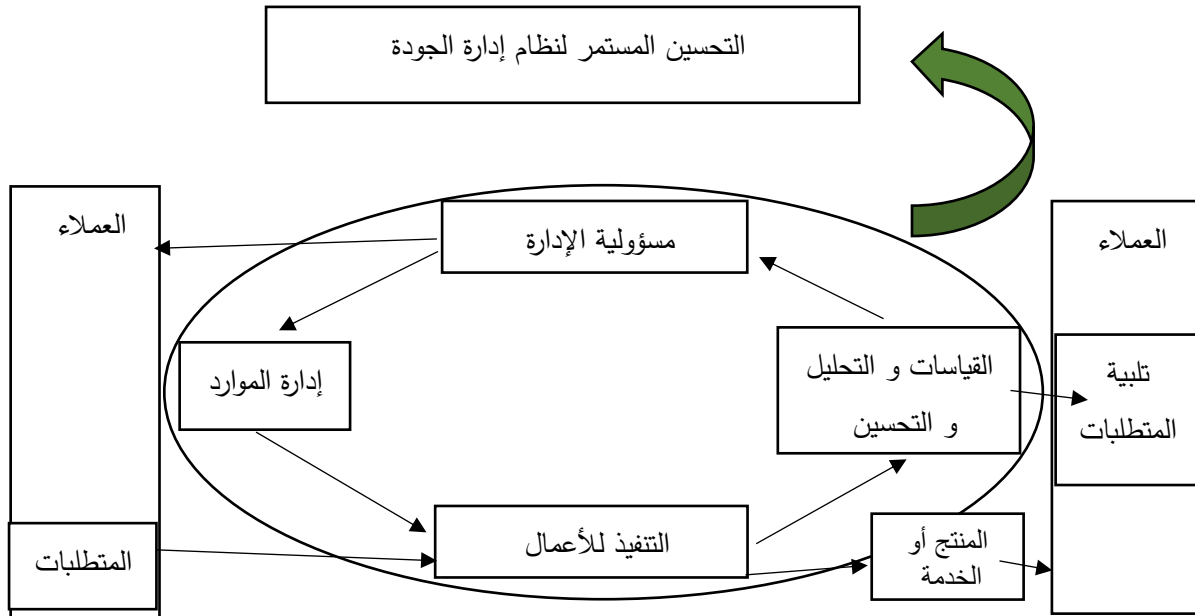 التحسين المستمر لنظام إدارة الجودة
العملاء
مسؤولية الإدارة
العملاء
القياسات و التحليل
و التحسين
تلبية
المتطلبات
إدارة الموارد
المنتج أو
الخدمة
التنفيذ للأعمال
المتطلبات